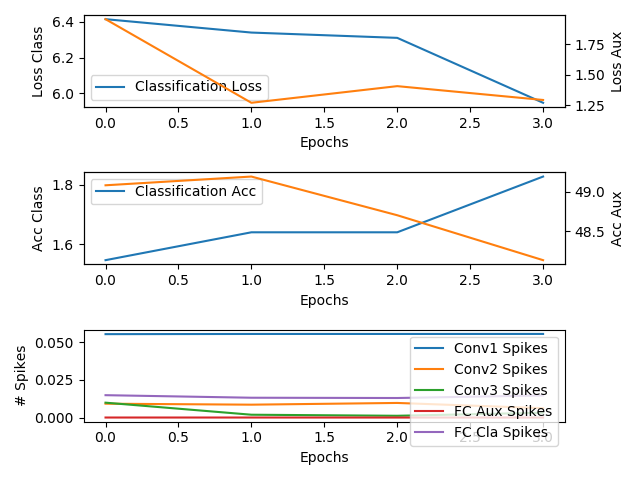 6.4
6.2
6.0
Loss Class
Classification Loss
1.75
1.50
1.25
Loss Aux
0.0 0.5 1.0 1.5 2.0 2.5 3.0
Epochs
1.8
1.6
Acc Class
Classification Acc
49.0
48.5
Acc Aux
0.0 0.5 1.0 1.5 2.0 2.5 3.0
Epochs
0.050
0.025
0.000
# Spikes
Conv1 Spikes
Conv2 Spikes
Conv3 Spikes
FC Aux Spikes
FC Cla Spikes
0.0 0.5 1.0 1.5 2.0 2.5 3.0
Epochs